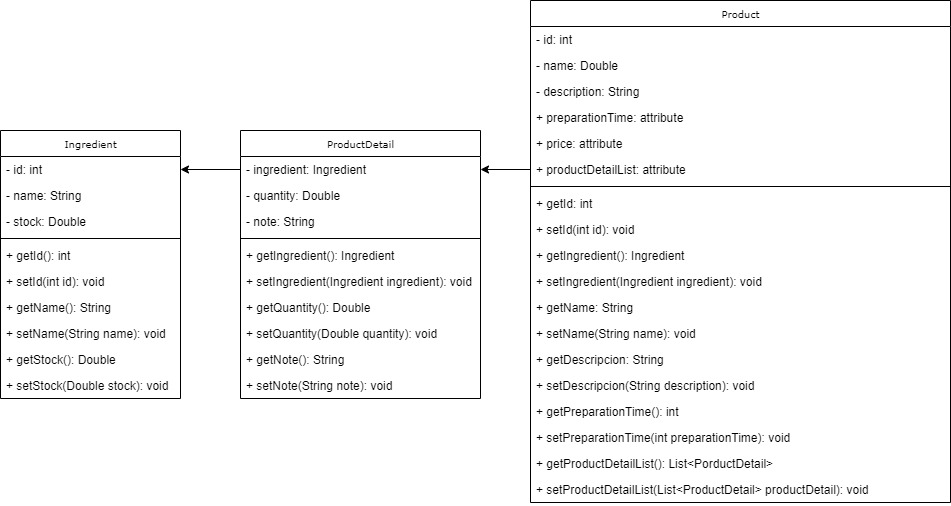 Ingredient
- id: int
- name: String
- stock: Double
+ getId(): int
+ setId(int id): void
+ getName(): String
+ setName(String name): void
+ getStock(): Double
+ setStock(Double stock): void
ProductDetail
- ingredient: Ingredient
- quantity: Double
- note: String
+ getIngredient(): Ingredient
+ setIngredient(Ingredient ingredient): void
+ getQuantity(): Double
+ setQuantity(Double quantity): void
+ getNote(): String
+ setNote(String note): void
Product
- id: int
- name: Double
- description: String
+ preparationTime: attribute
+ price: attribute
+ productDetailList: attribute
+ getId: int
+ setId(int id): void
+ getIngredient(): Ingredient
+ setIngredient(Ingredient ingredient): void
+ getName: String
+ setName(String name): void
+ getDescripcion: String
+ setDescripcion(String description): void
+ getPreparationTime(): int
+ setPreparationTime(int preparationTime): void
+ getProductDetailList(): List<PorductDetail>
+ setProductDetailList(List<ProductDetail> productDetail): void